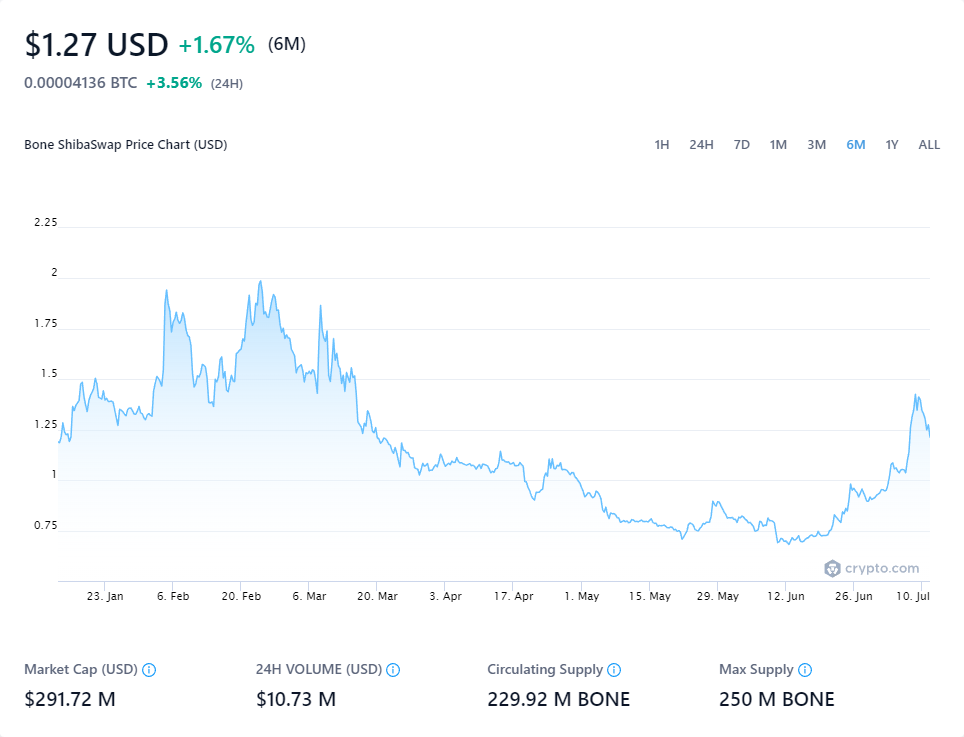 $1.27 USD +1.67% (6M)
0.00004136 BTC +3.56% (24H)
Bone ShibaSwap Price Chart (USD) 1H 24H 7D 1M 3M 6M 1Y ALL
2.25
2
1.75
1.5
1.25
1
0.75
crypto.com
23. Jan 6. Feb 20. Feb 6. Mar 20. Mar 3. Apr 17. Apr 1. May 15. May 29. May 12. Jun 26. Jun 10. Jul
Market Cap (USD) 24H VOLUME (USD) Circulating Supply Max Supply
$291.72 M $10.73 M 229.92 M BONE 250 M BONE